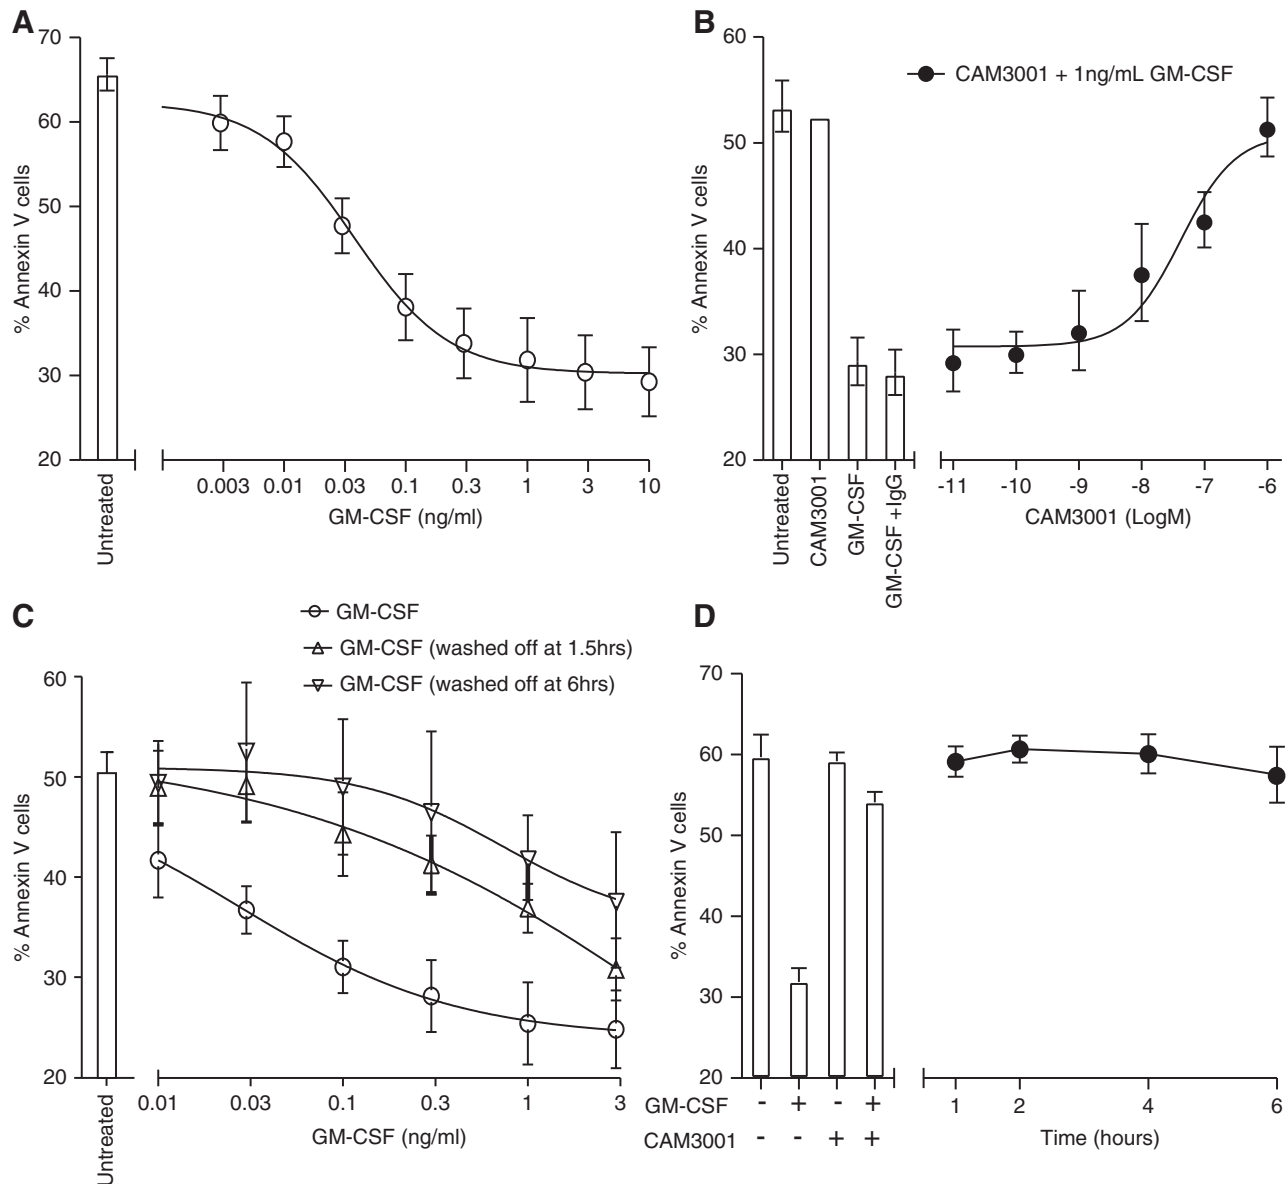 A
70
60
50
40
30
20
% Annexin V cells
Untreated
0.003 0.01 0.03 0.1 0.3 1 3 10
GM-CSF (ng/ml)
B
60
50
40
30
20
% Annexin V cells
CAM3001 + 1ng/mL GM-CSF
Untreated
CAM3001
GM-CSF
GM-CSF +IgG
-11 -10 -9 -8 -7 -6
CAM3001 (LogM)
C
GM-CSF
GM-CSF (washed off at 1.5hrs)
GM-CSF (washed off at 6hrs)
60
50
40
30
20
% Annexin V cells
Untreated
0.01 0.03 0.1 0.3 1 3
GM-CSF (ng/ml)
D
70
60
50
40
30
20
% Annexin V cells
GM-CSF - + - +
CAM3001 - - + +
1 2 4 6
Time (hours)